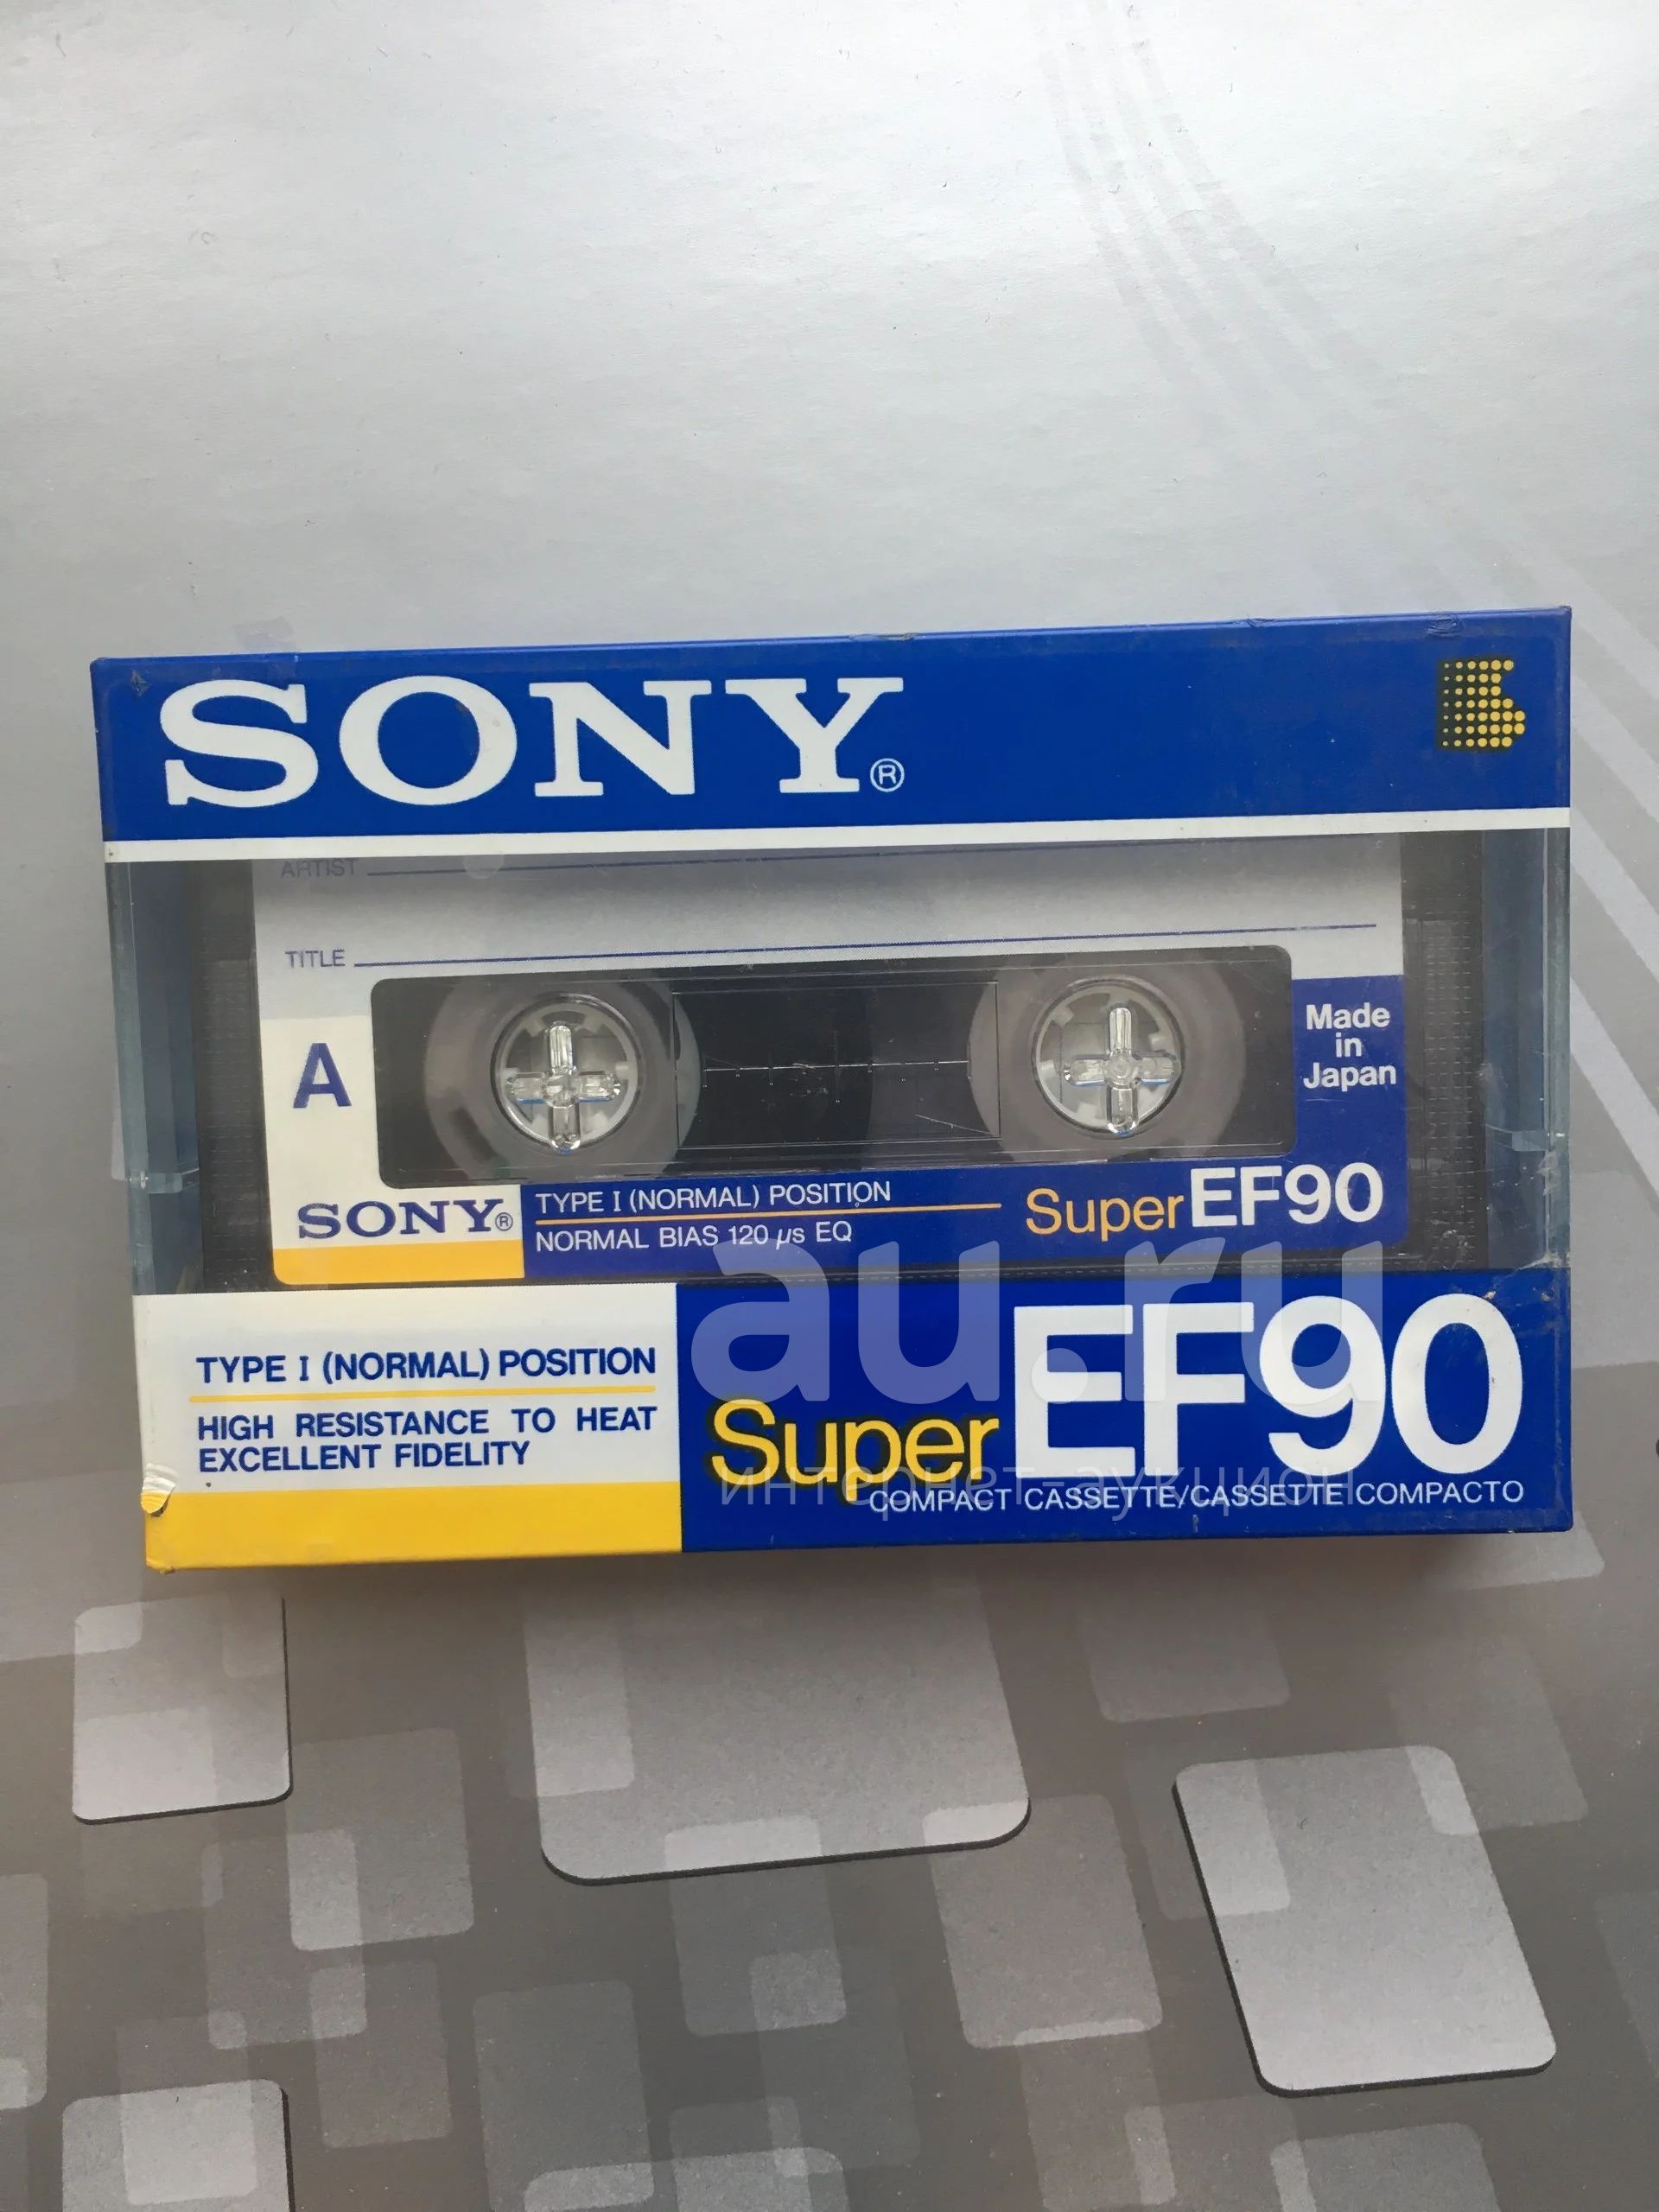 SONY®
ARTIST
TITLE
A
Made
in
Japan
SONY®
TYPE I (NORMAL) POSITION
NORMAL BIAS 120 µs EQ
Super EF90
au.ru
интернет-аукцион
TYPE I (NORMAL) POSITION
HIGH RESISTANCE TO HEAT
EXCELLENT FIDELITY
Super EF90
COMPACT CASSETTE/CASSETTE COMPACTO